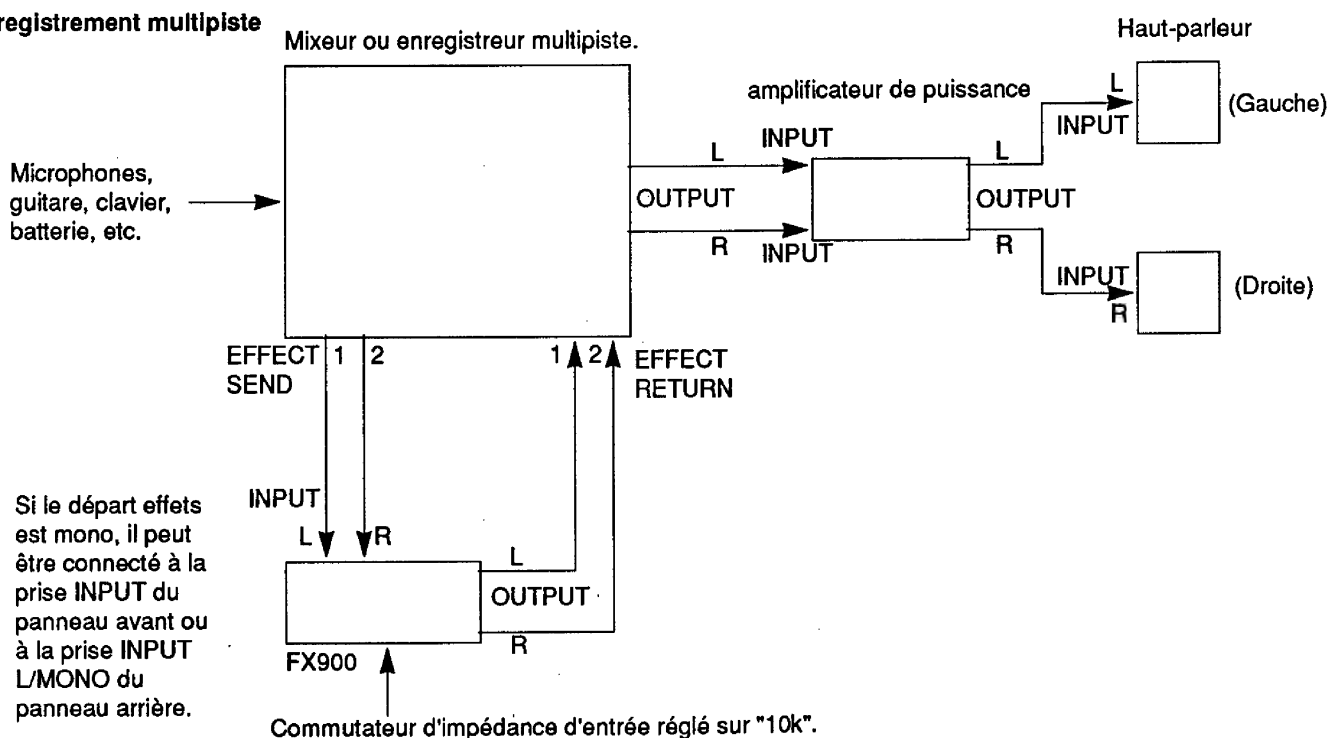 registrement multipiste
Mixeur ou enregistreur multipiste.
Haut-parleur
amplificateur de puissance
L
INPUT
(Gauche)
L
INPUT
L
Microphones,
guitare, clavier,
batterie, etc.
OUTPUT
OUTPUT
R
INPUT
R
INPUT
R
(Droite)
EFFECT
SEND
1
2
1
2
EFFECT
RETURN
Si le départ effets
est mono, il peut
être connecté à la
prise INPUT du
panneau avant ou
à la prise INPUT
L/MONO du
panneau arrière.
INPUT
L
R
L
OUTPUT
R
FX900
Commutateur d'impédance d'entrée réglé sur "10k".